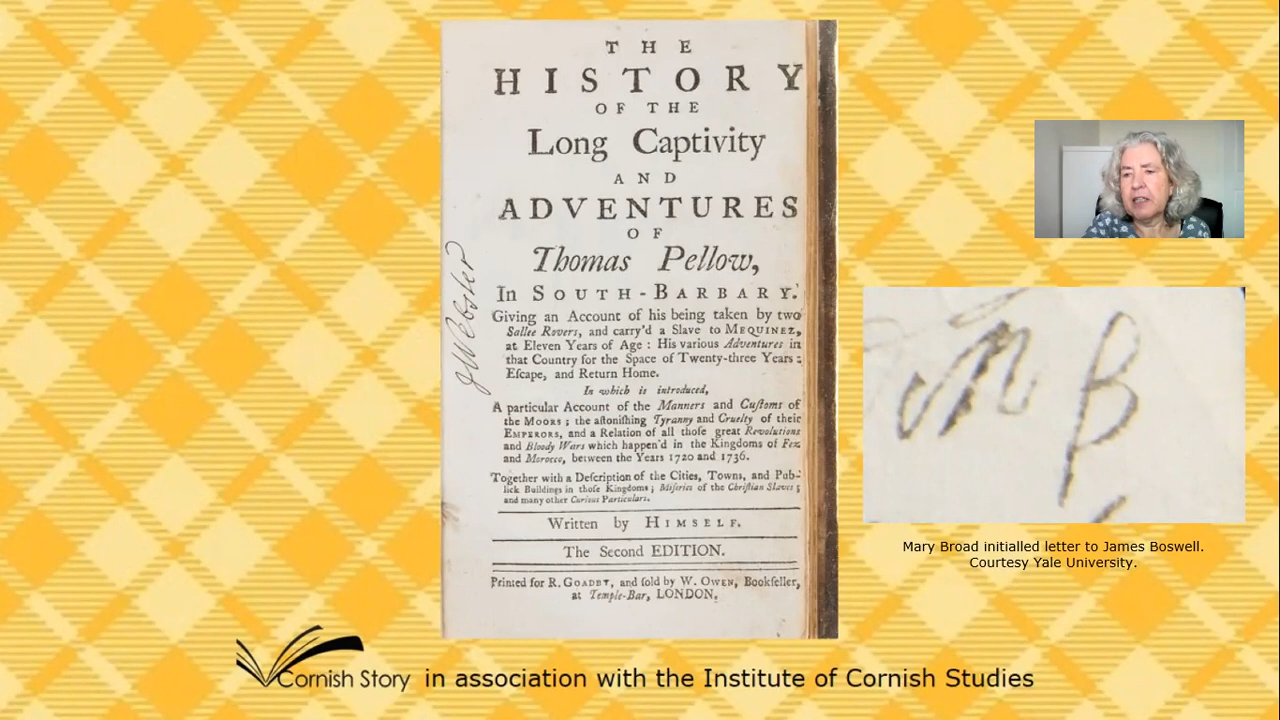 THE
HISTORY
OF THE
Long Captivity
AND
ADVENTURES
OF
Thomas Pellow,
In SOUTH-BARBARY.
Giving an Account of his being taken by two
Sallee Rovers, and carry'd a Slave to MEQUINEZ,
at Eleven Years of Age: His various Adventures in
that Country for the Space of Twenty-three Years:
Eſcape, and Return Home.
In which is introduced,
A particular Account of the Manners and Cuſtoms of
the MOORS; the aſtoniſhing Tyranny and Cruelty of their
EMPERORS, and a Relation of all thoſe great Revolutions
and Bloody Wars which happen'd in the Kingdoms of Fez
and Morocco, between the Years 1720 and 1736.
Together with a Deſcription of the Cities, Towns, and Pub-
lick Buildings in thoſe Kingdoms; Miſeries of the Chriſtian Slaves;
and many other Curious Particulars.
Written by HIMSELF.
The Second EDITION.
Printed for R. GOADBY, and ſold by W. OWEN, Bookſeller,
at Temple-Bar, LONDON.
J Webster
M B
Mary Broad initialled letter to James Boswell.
Courtesy Yale University.
Cornish Story in association with the Institute of Cornish Studies